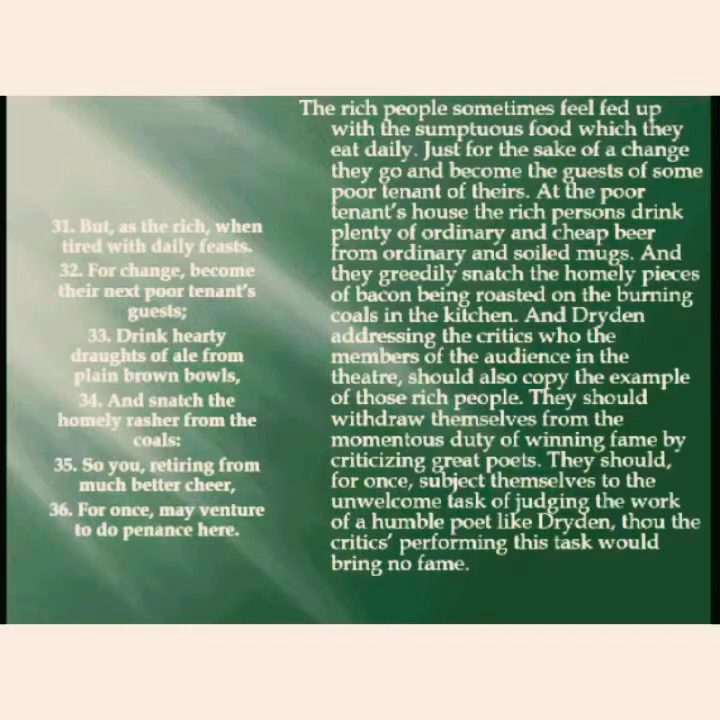 31. But, as the rich, when
tired with daily feasts.
32. For change, become
their next poor tenant's
guests;
33. Drink hearty
draughts of ale from
plain brown bowls,
34. And snatch the
homely rasher from the
coals:
35. So you, retiring from
much better cheer,
36. For once, may venture
to do penance here.
The rich people sometimes feel fed up
with the sumptuous food which they
eat daily. Just for the sake of a change
they go and become the guests of some
poor tenant of theirs. At the poor
tenant's house the rich persons drink
plenty of ordinary and cheap beer
from ordinary and soiled mugs. And
they greedily snatch the homely pieces
of bacon being roasted on the burning
coals in the kitchen. And Dryden
addressing the critics who the
members of the audience in the
theatre, should also copy the example
of those rich people. They should
withdraw themselves from the
momentous duty of winning fame by
criticizing great poets. They should,
for once, subject themselves to the
unwelcome task of judging the work
of a humble poet like Dryden, thou the
critics' performing this task would
bring no fame.